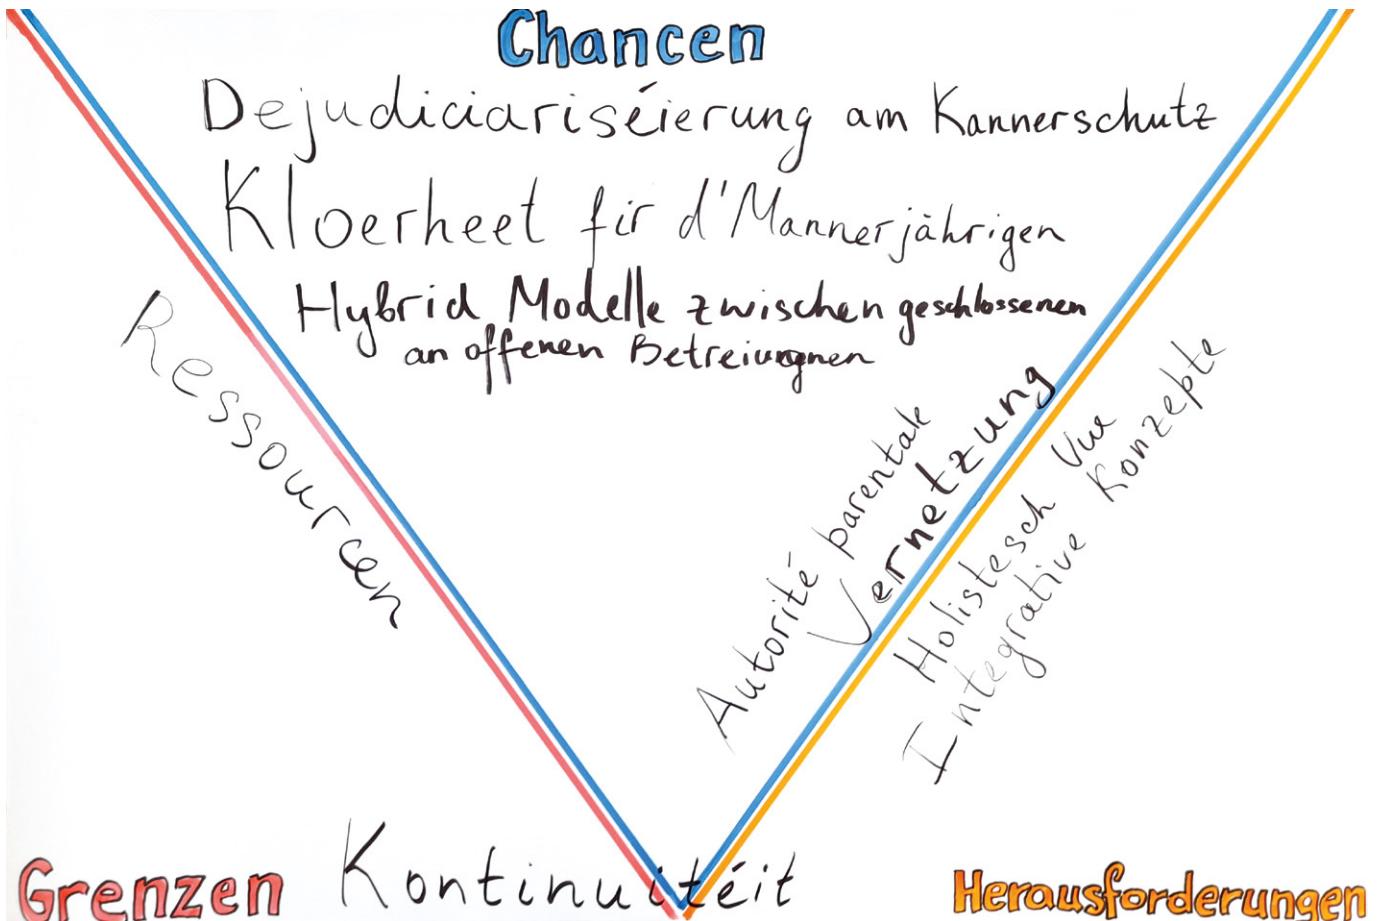 Chancen
Dejudiciariséierung am Kannerschutz
Kloerheet fir d'Mannerjährigen
Hybrid Modelle zwischen geschlossenen
an offenen Betreiungnen
Ressourcen
Autorité parentale
Vernetzung
Holistesch Vue
Integrative Konzepte
Kontinuitéit
Grenzen
Herausforderungen